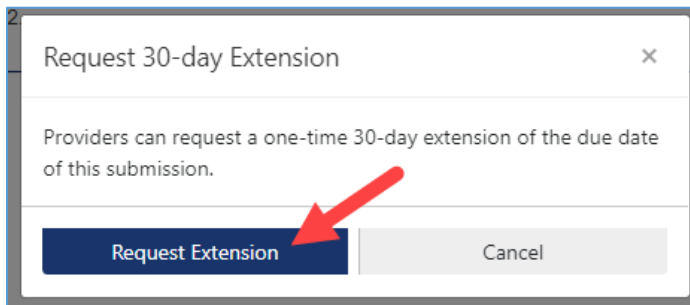 2.
Request 30-day Extension ×
Providers can request a one-time 30-day extension of the due date
of this submission.
Request Extension Cancel